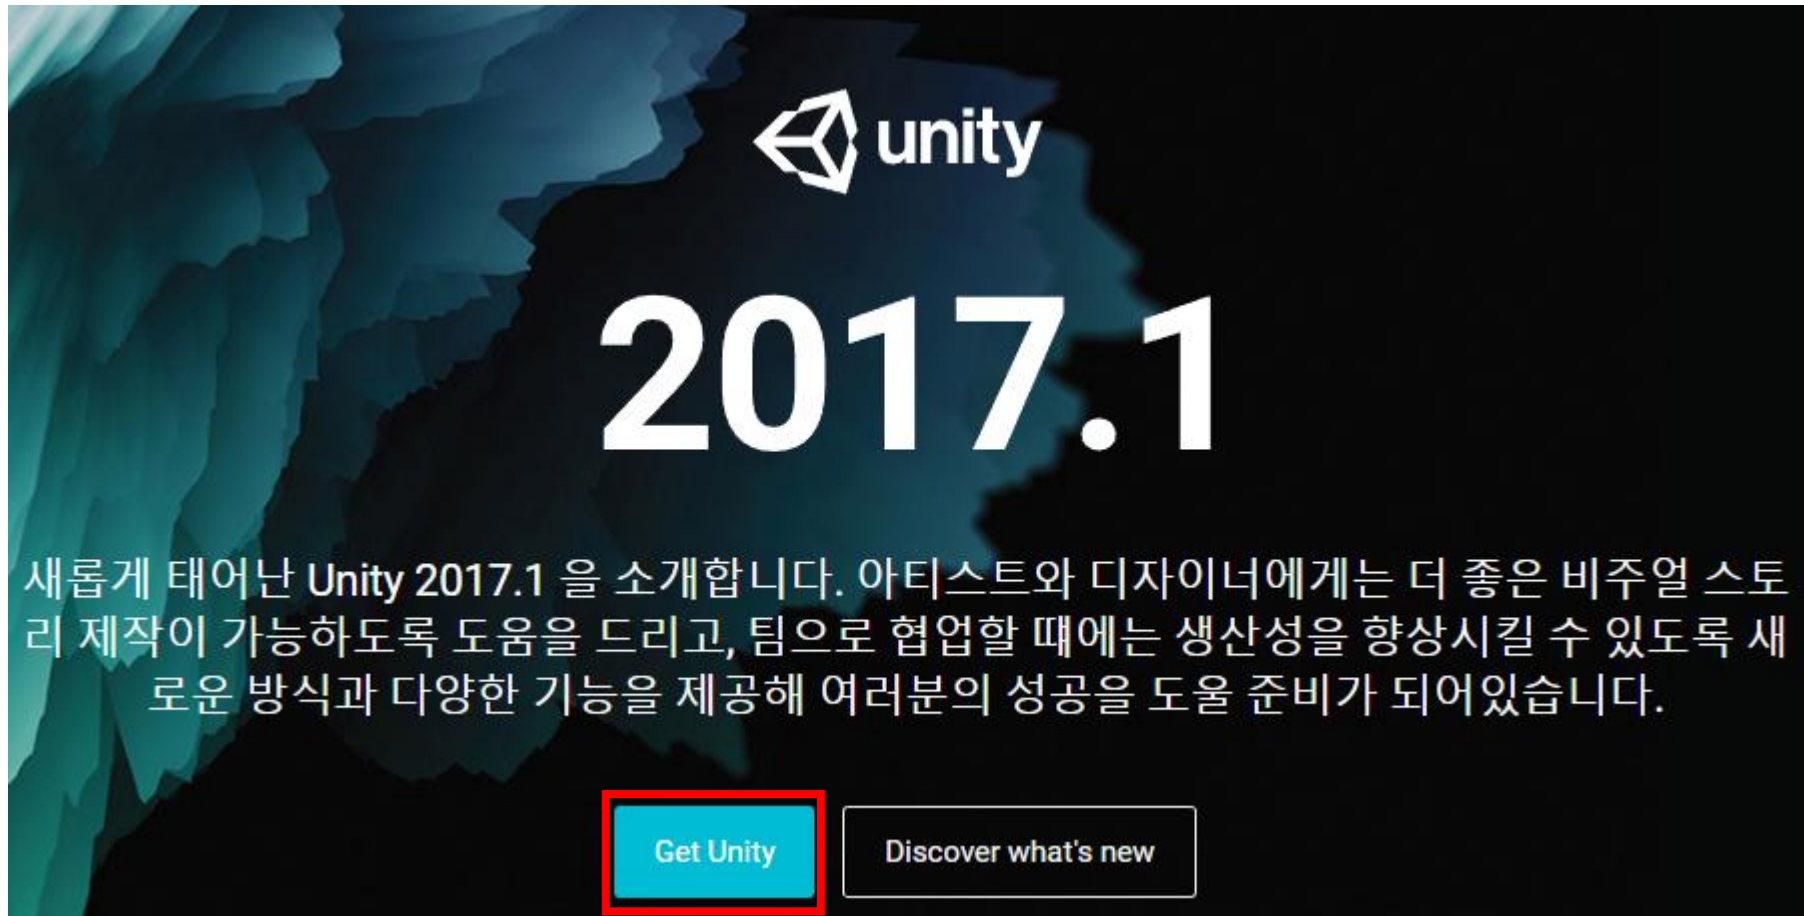 unity
2017.1
새롭게 태어난 Unity 2017.1 을 소개합니다. 아티스트와 디자이너에게는 더 좋은 비주얼 스토
리 제작이 가능하도록 도움을 드리고, 팀으로 협업할 떄에는 생산성을 향상시킬 수 있도록 새
로운 방식과 다양한 기능을 제공해 여러분의 성공을 도울 준비가 되어있습니다.
Get Unity
Discover what's new